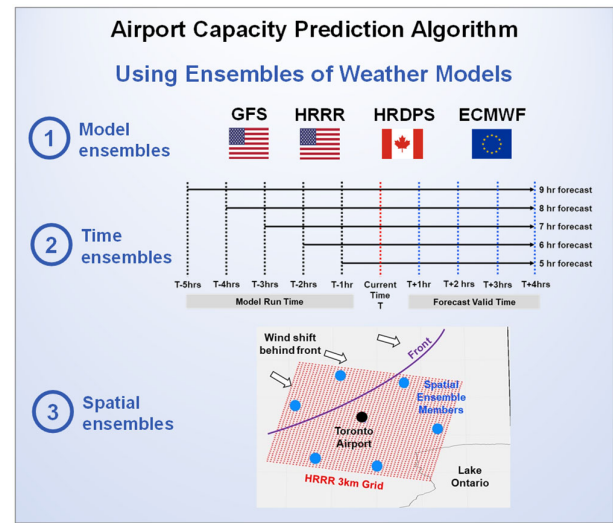 Airport Capacity Prediction Algorithm
Using Ensembles of Weather Models
1
Model
ensembles
GFS
HRRR
HRDPS
ECMWF
2
Time
ensembles
9 hr forecast
8 hr forecast
7 hr forecast
6 hr forecast
5 hr forecast
T-5hrs
T-4hrs
T-3hrs
T-2hrs
T-1hr
Current
Time
T
T+1hr
T+2 hrs
T+3hrs
T+4hrs
Model Run Time
Forecast Valid Time
3
Spatial
ensembles
Wind shift
behind front
Front
Spatial
Ensemble
Members
Toronto
Airport
HRRR 3km Grid
Lake
Ontario